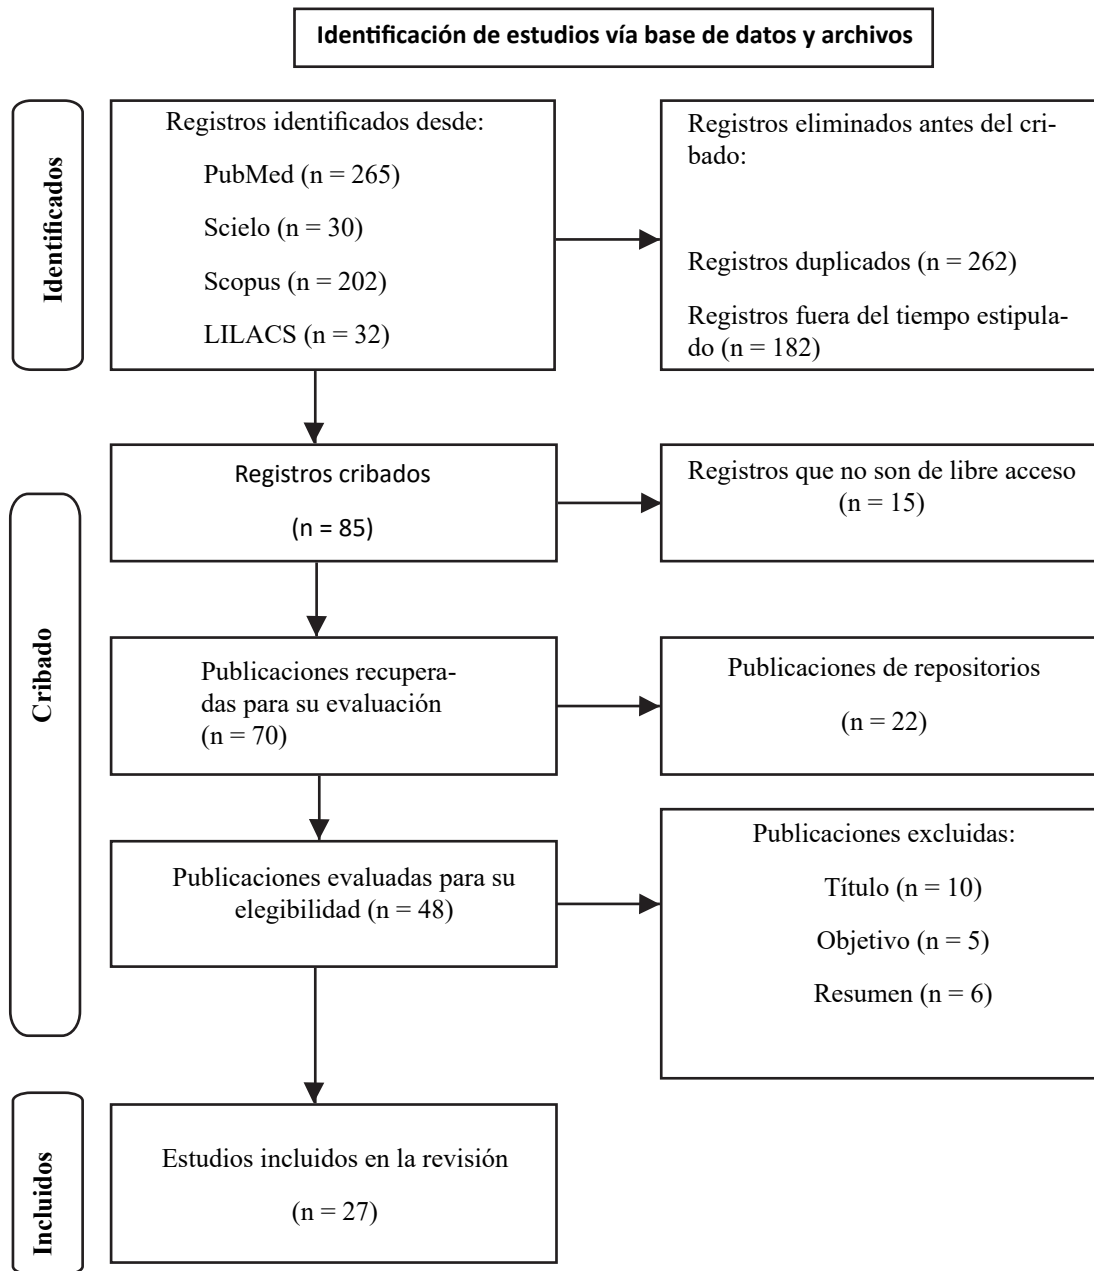 Identificación de estudios vía base de datos y archivos
Identificados
Registros identificados desde:
PubMed (n = 265)
Scielo (n = 30)
Scopus (n = 202)
LILACS (n = 32)
Registros eliminados antes del cri-
bado:
Registros duplicados (n = 262)
Registros fuera del tiempo estipula-
do (n = 182)
Cribado
Registros cribados
(n = 85)
Registros que no son de libre acceso
(n = 15)
Publicaciones recupera-
das para su evaluación
(n = 70)
Publicaciones de repositorios
(n = 22)
Publicaciones evaluadas para su
elegibilidad (n = 48)
Publicaciones excluidas:
Título (n = 10)
Objetivo (n = 5)
Resumen (n = 6)
Incluidos
Estudios incluidos en la revisión
(n = 27)